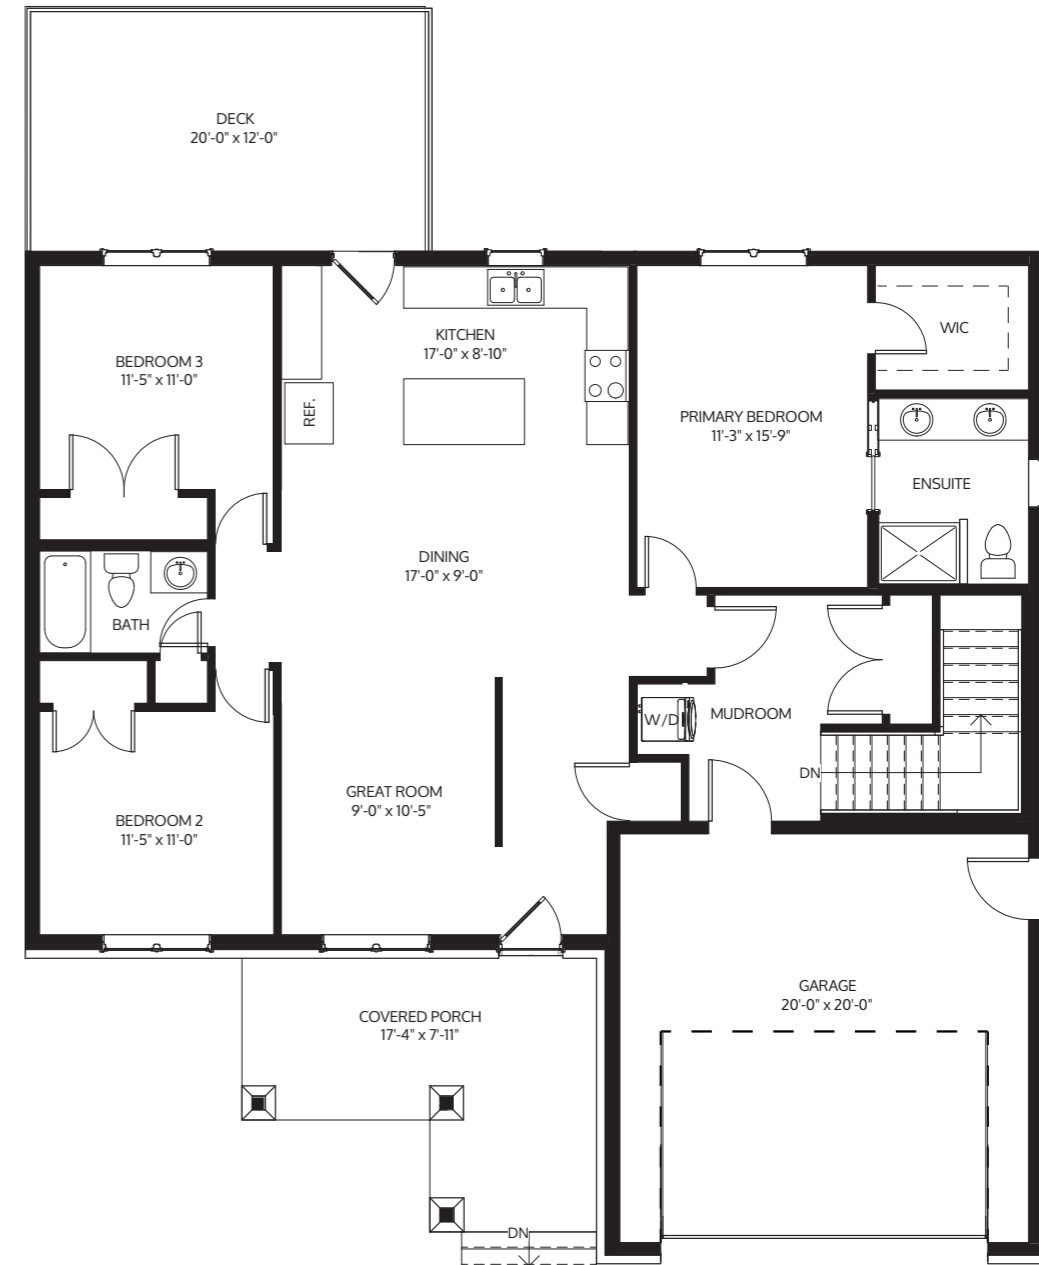 DECK
20'-0" x 12'-0"
KITCHEN
17'-0" x 8'-10"
WIC
BEDROOM 3
11'-5" x 11'-0"
REF.
PRIMARY BEDROOM
11'-3" x 15'-9"
ENSUITE
DINING
17'-0" x 9'-0"
BATH
W/D
MUDROOM
DN
GREAT ROOM
9'-0" x 10'-5"
BEDROOM 2
11'-5" x 11'-0"
GARAGE
20'-0" x 20'-0"
COVERED PORCH
17'-4" x 7'-11"
DN